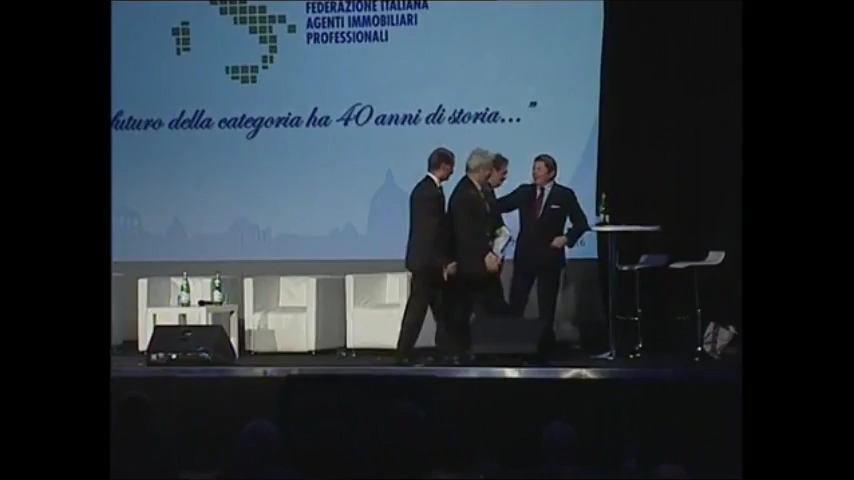 FEDERAZIONE ITALIANA
AGENTI IMMOBILIARI
PROFESSIONALI
futuro della categoria ha 40 anni di storia..."